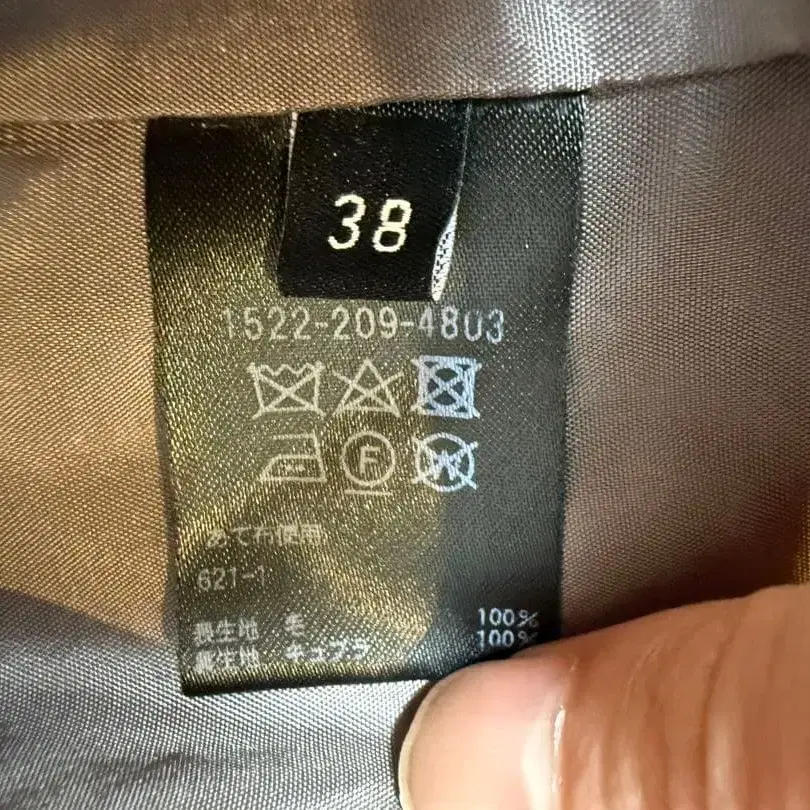 38
1522-209-4803
F
W
あて布使用
621-1
表生地 毛 100%
裏生地 キュプラ 100%